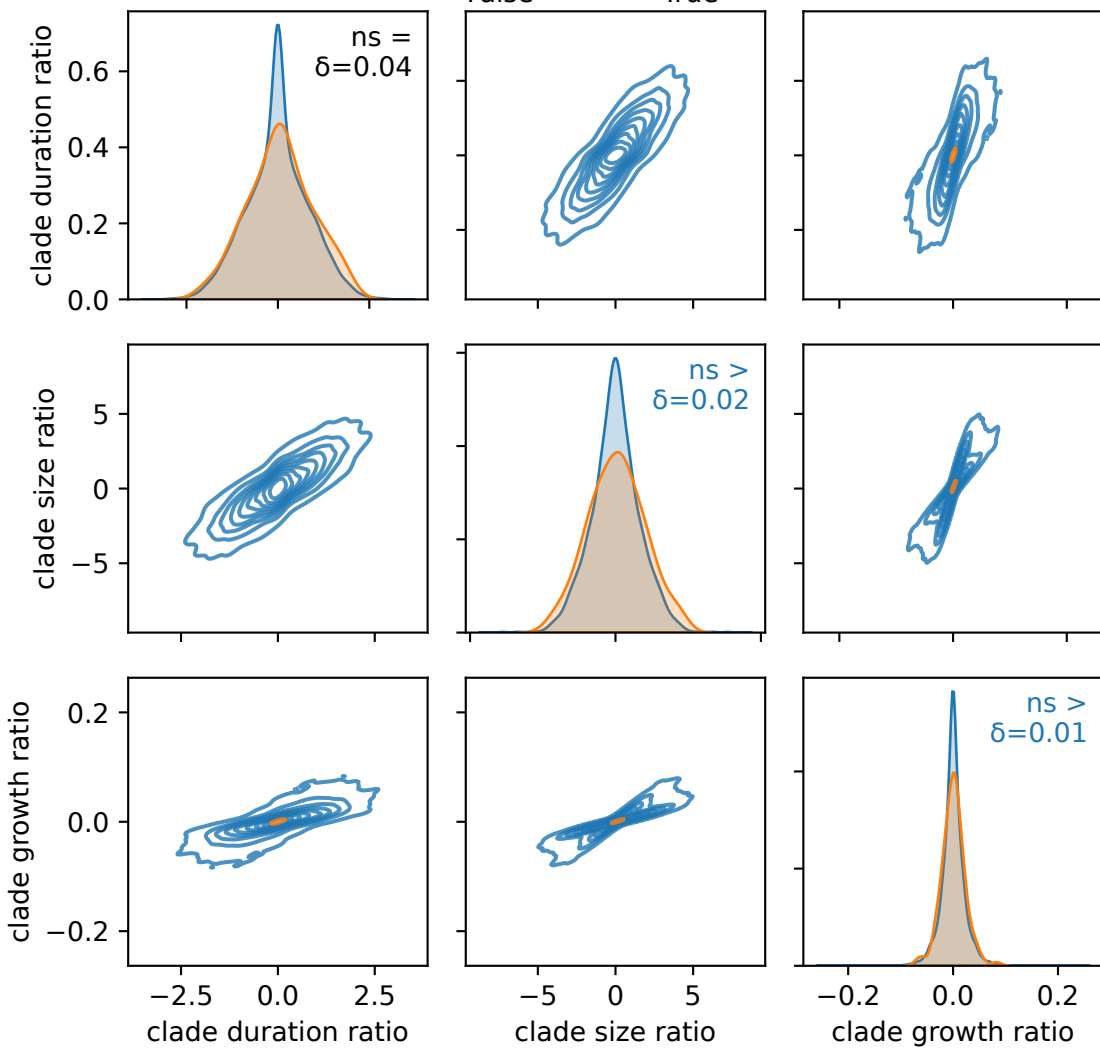 clade duration ratio
0.6
0.4
0.2
0.0
ns =
δ=0.04
clade size ratio
5
0
−5
ns >
δ=0.02
clade growth ratio
0.2
0.0
−0.2
ns >
δ=0.01
−2.5 0.0 2.5
−5 0 5
−0.2 0.0 0.2
clade duration ratio
clade size ratio
clade growth ratio